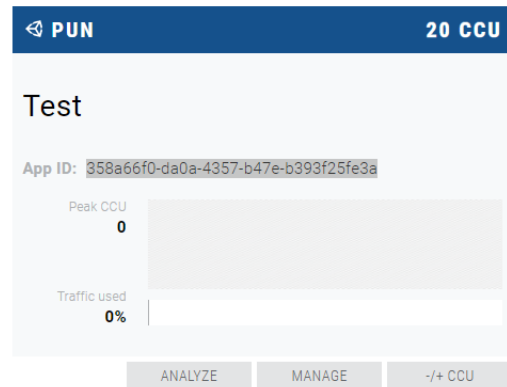 PUN 20 CCU
Test
App ID: 358a66f0-da0a-4357-b47e-b393f25fe3a
Peak CCU
0
Traffic used
0%
ANALYZE MANAGE -/+ CCU